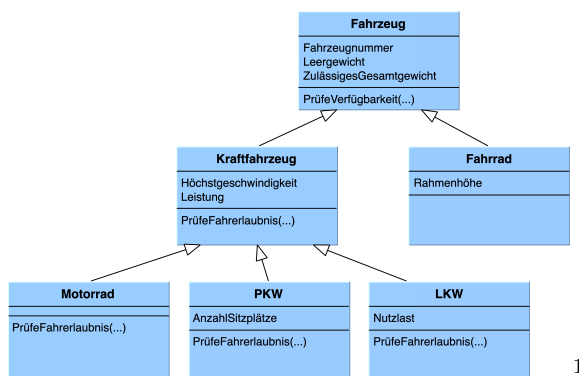 Fahrzeug
Fahrzeugnummer
Leergewicht
ZulässigesGesamtgewicht
PrüfeVerfügbarkeit(...)
Kraftfahrzeug
Höchstgeschwindigkeit
Leistung
PrüfeFahrerlaubnis(...)
Fahrrad
Rahmenhöhe
Motorrad
PrüfeFahrerlaubnis(...)
PKW
AnzahlSitzplätze
PrüfeFahrerlaubnis(...)
LKW
Nutzlast
PrüfeFahrerlaubnis(...)
1